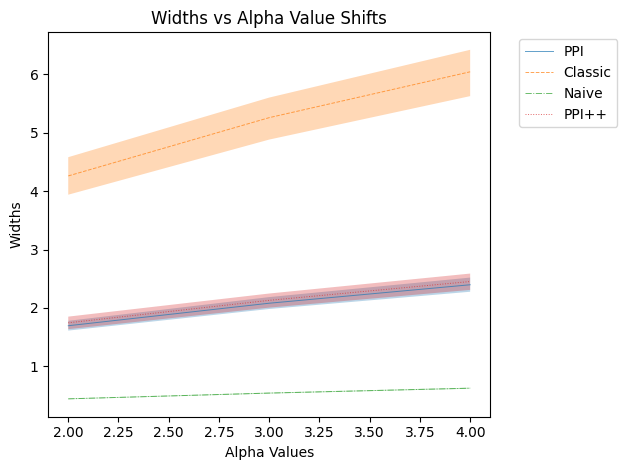 Widths vs Alpha Value Shifts
PPI
Classic
Naive
PPI++
Widths
6
5
4
3
2
1
2.00 2.25 2.50 2.75 3.00 3.25 3.50 3.75 4.00
Alpha Values